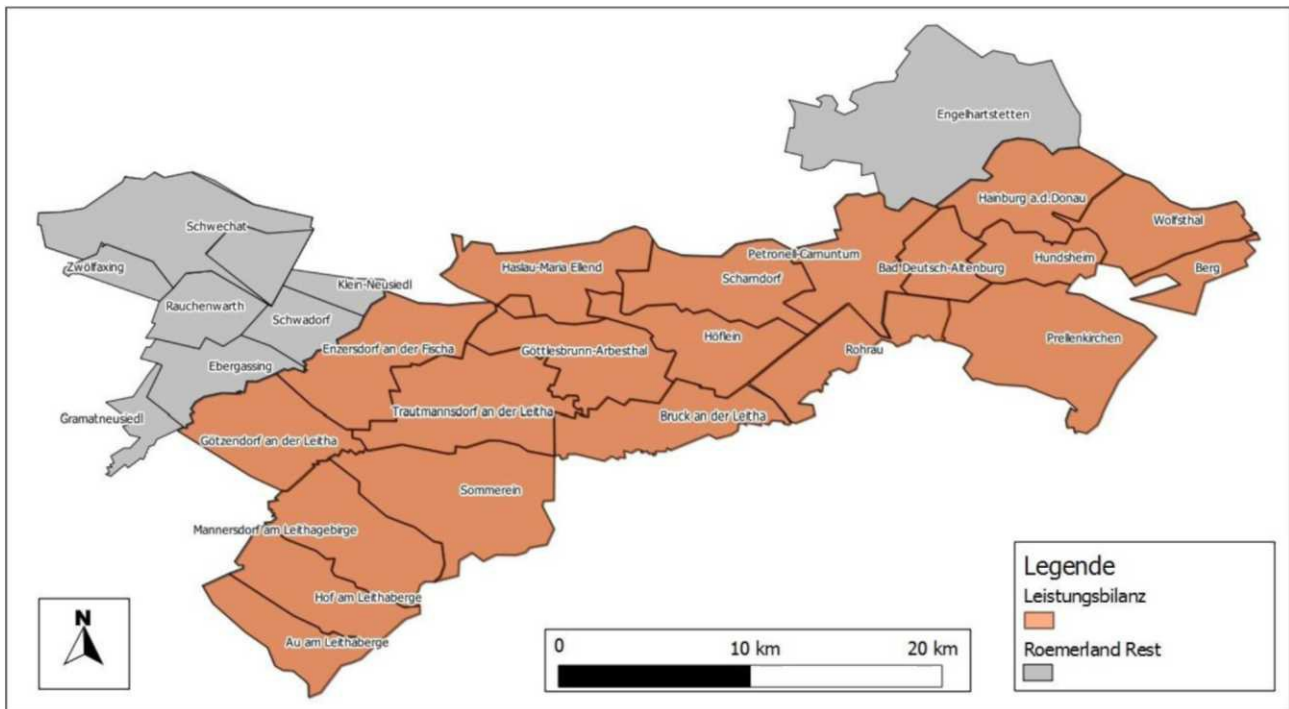 Engelhartstetten
Hainburg a.d.Donau
Schwechat
Wolfsthal
Petronell-Carnuntum
Hundsheim
Zwölfaxing
Haslau-Maria Ellend
Bad Deutsch-Altenburg
Berg
Scharndorf
Klein-Neusiedl
Rauchenwarth
Schwadorf
Höflein
Prellenkirchen
Enzersdorf an der Fischa
Göttlesbrunn-Arbesthal
Rohrau
Ebergassing
Trautmannsdorf an der Leitha
Bruck an der Leitha
Gramatneusiedl
Götzendorf an der Leitha
Sommerein
Mannersdorf am Leithagebirge
Hof am Leithaberge
Au am Leithaberge
N
0 10 km 20 km
Legende
Leistungsbilanz
Roemerland Rest